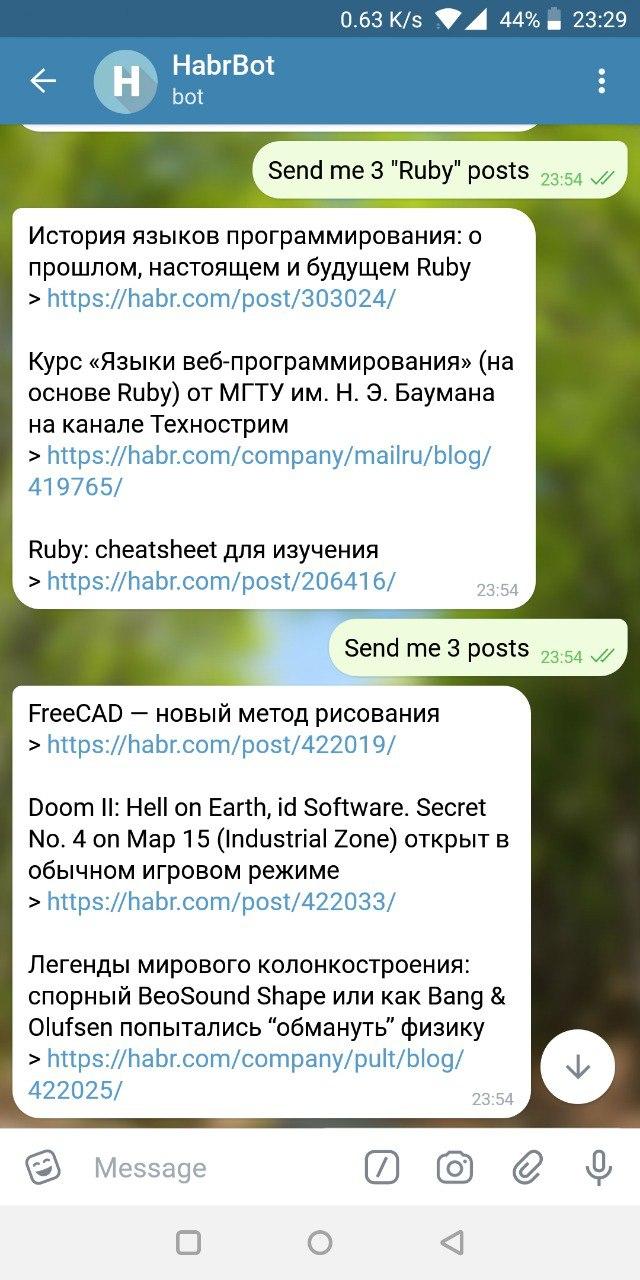 0.63 K/s 44% 23:29
H
HabrBot
bot
Send me 3 "Ruby" posts 23:54
История языков программирования: о
прошлом, настоящем и будущем Ruby
> https://habr.com/post/303024/
Курс «Языки веб-программирования» (на
основе Ruby) от МГТУ им. Н. Э. Баумана
на канале Технострим
> https://habr.com/company/mailru/blog/
419765/
Ruby: cheatsheet для изучения
> https://habr.com/post/206416/ 23:54
Send me 3 posts 23:54
FreeCAD — новый метод рисования
> https://habr.com/post/422019/
Doom II: Hell on Earth, id Software. Secret
No. 4 on Map 15 (Industrial Zone) открыт в
обычном игровом режиме
> https://habr.com/post/422033/
Легенды мирового колонкостроения:
спорный BeoSound Shape или как Bang &
Olufsen попытались “обмануть” физику
> https://habr.com/company/pult/blog/
422025/ 23:54
Message